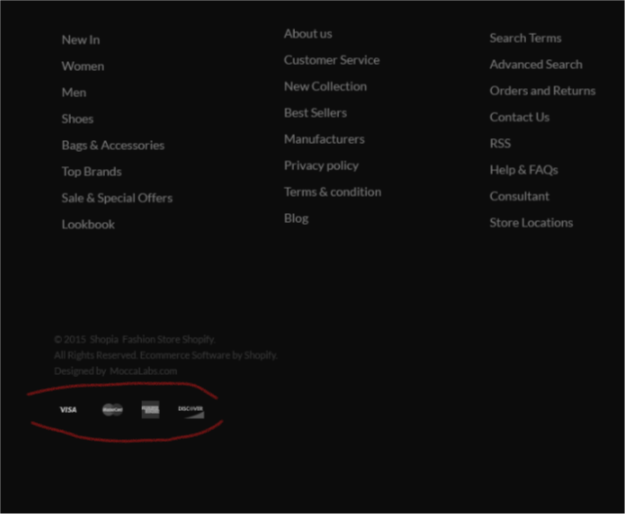 New In
Women
Men
Shoes
Bags & Accessories
Top Brands
Sale & Special Offers
Lookbook
About us
Customer Service
New Collection
Best Sellers
Manufacturers
Privacy policy
Terms & condition
Blog
Search Terms
Advanced Search
Orders and Returns
Contact Us
RSS
Help & FAQs
Consultant
Store Locations
© 2015 Shopia Fashion Store Shopify.
All Rights Reserved. Ecommerce Software by Shopify.
Designed by MoccaLabs.com
VISA MasterCard DISCOVER